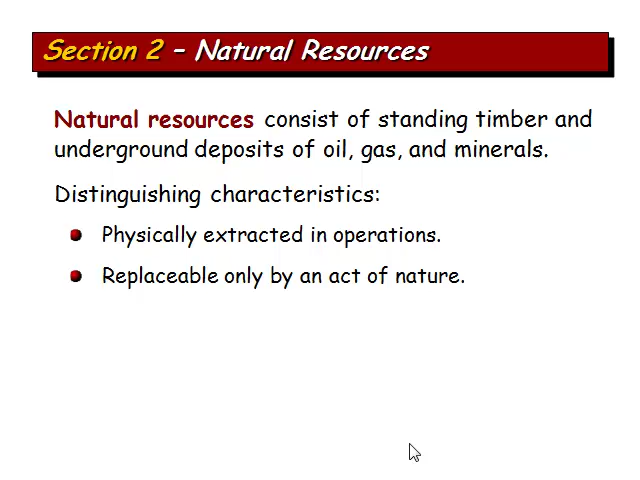 Section 2 – Natural Resources
Natural resources consist of standing timber and
underground deposits of oil, gas, and minerals.
Distinguishing characteristics:
Physically extracted in operations.
Replaceable only by an act of nature.